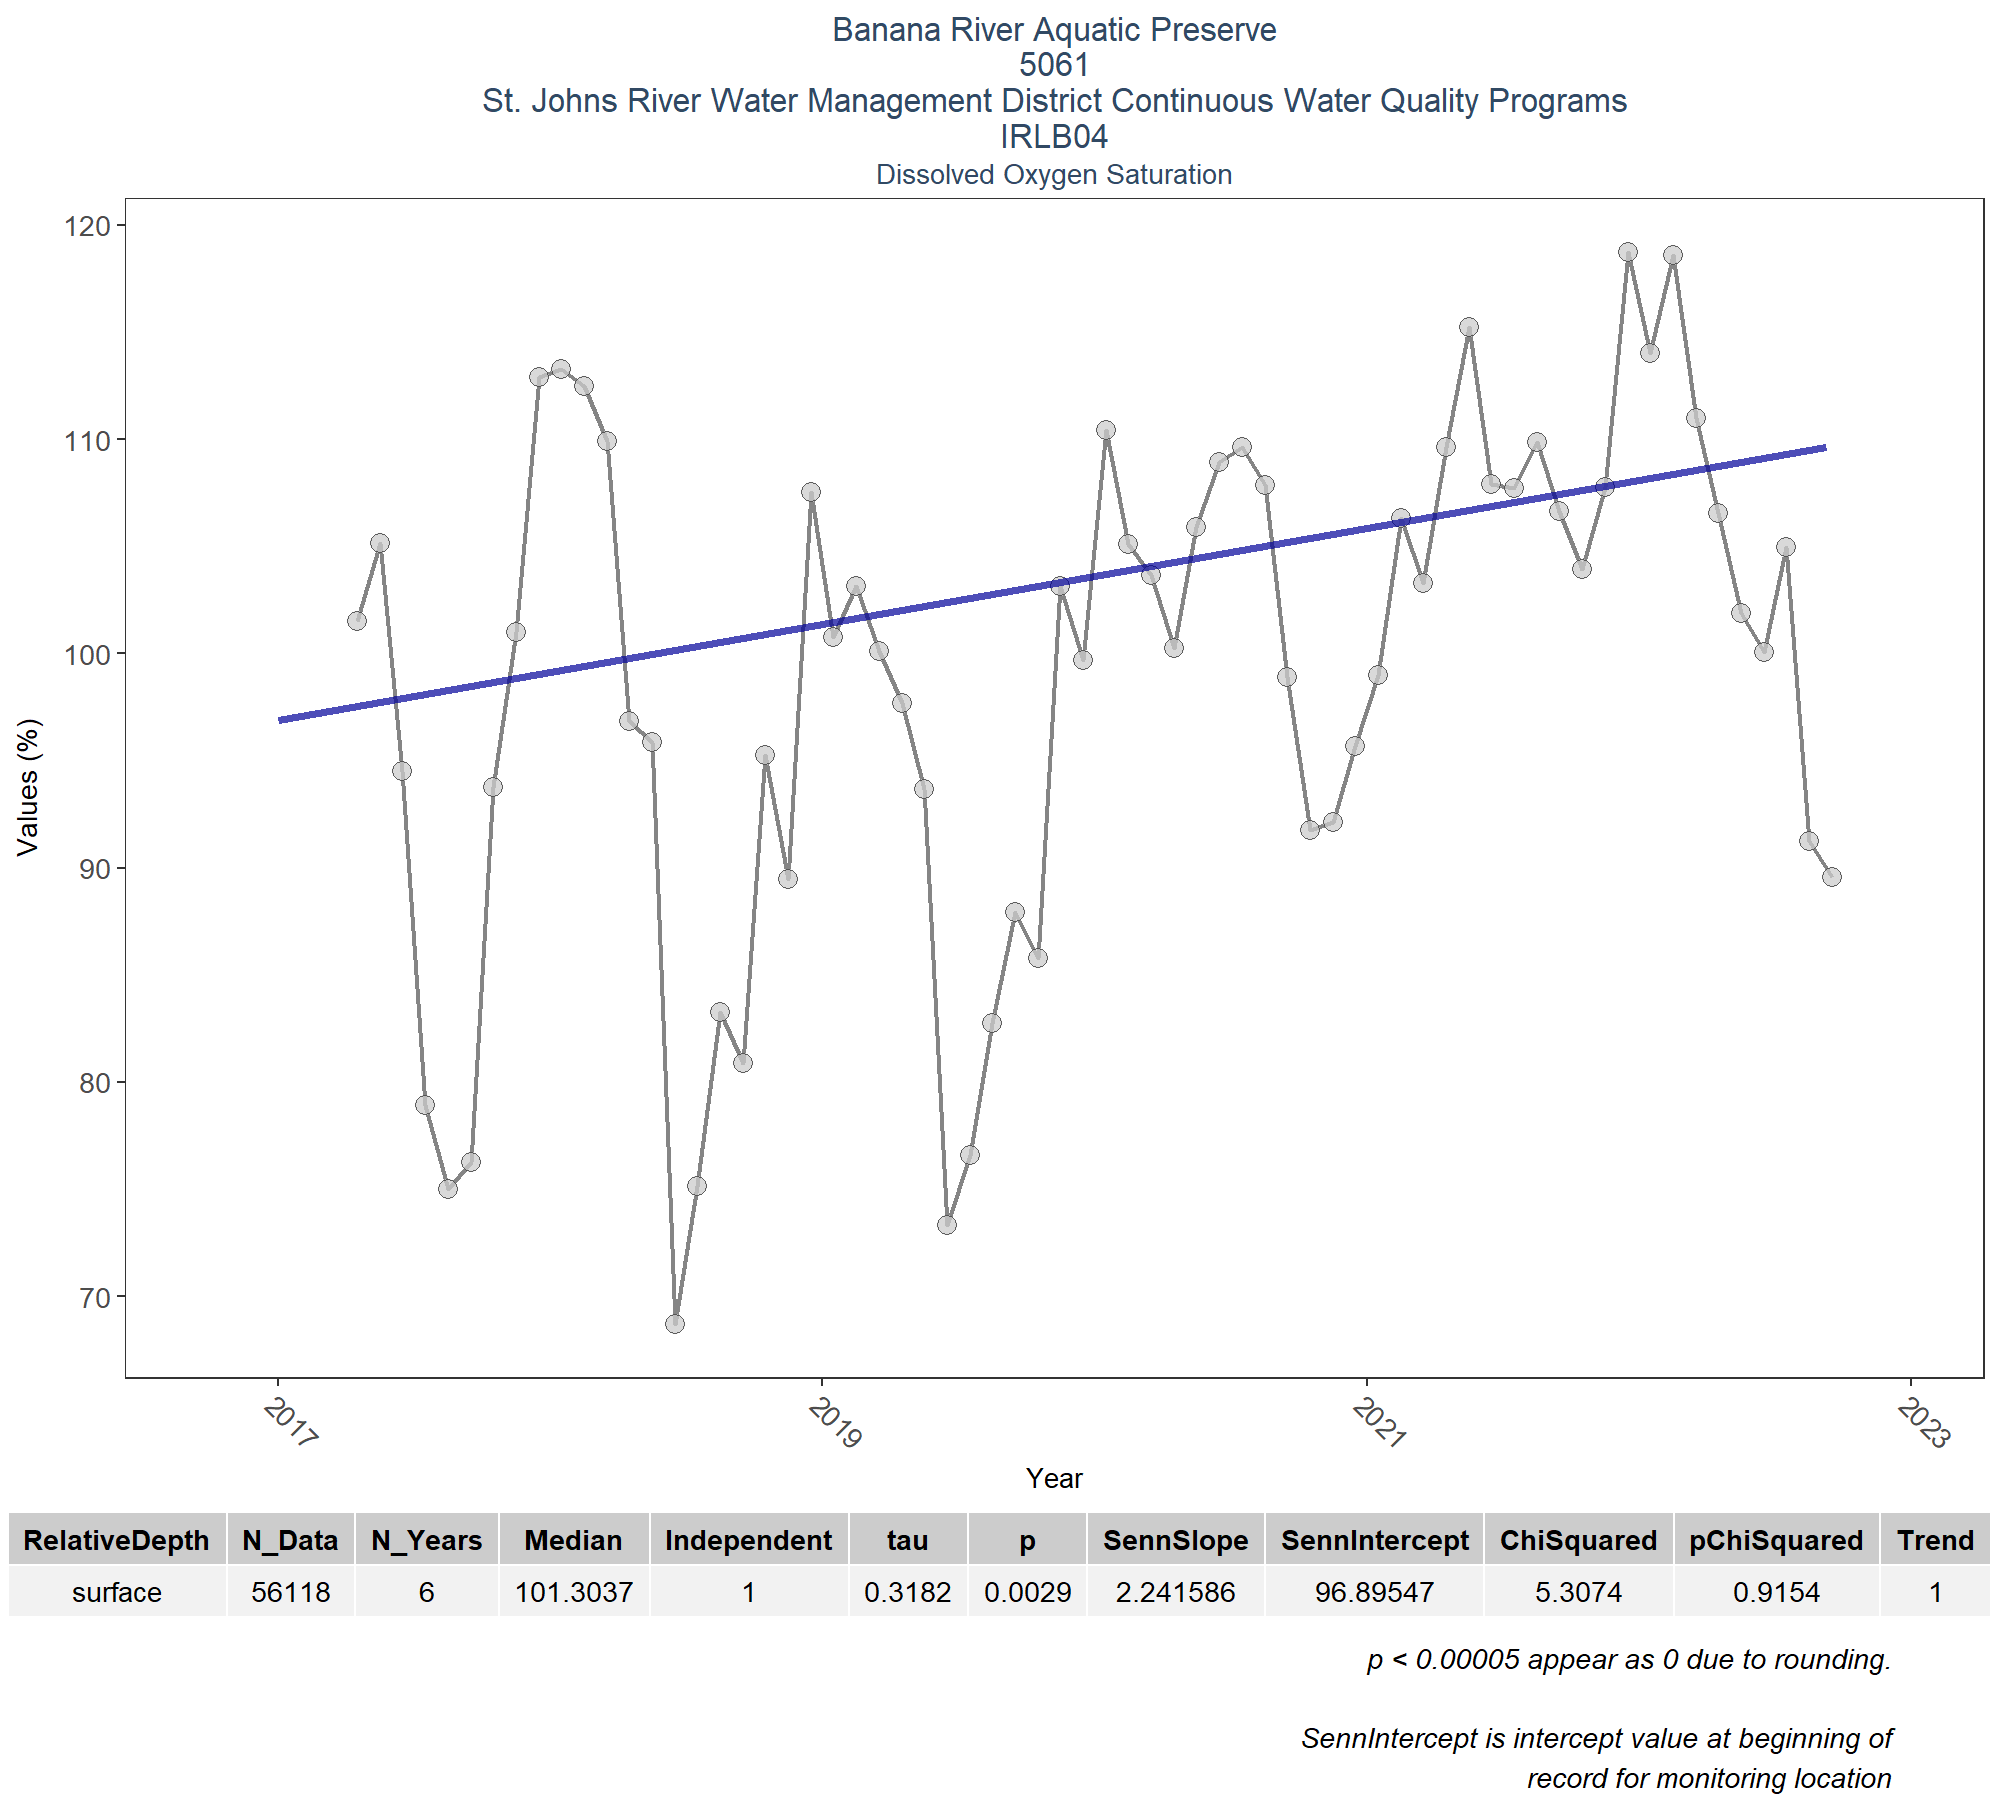 Banana River Aquatic Preserve
5061
St. Johns River Water Management District Continuous Water Quality Programs
IRLB04
Dissolved Oxygen Saturation
120
110
100
90
80
70
Values (%)
2017 2019 2021 2023
Year
RelativeDepth N_Data N_Years Median Independent tau p SennSlope SennIntercept ChiSquared pChiSquared Trend
surface 56118 6 101.3037 1 0.3182 0.0029 2.241586 96.89547 5.3074 0.9154 1
p < 0.00005 appear as 0 due to rounding.
SennIntercept is intercept value at beginning of
record for monitoring location